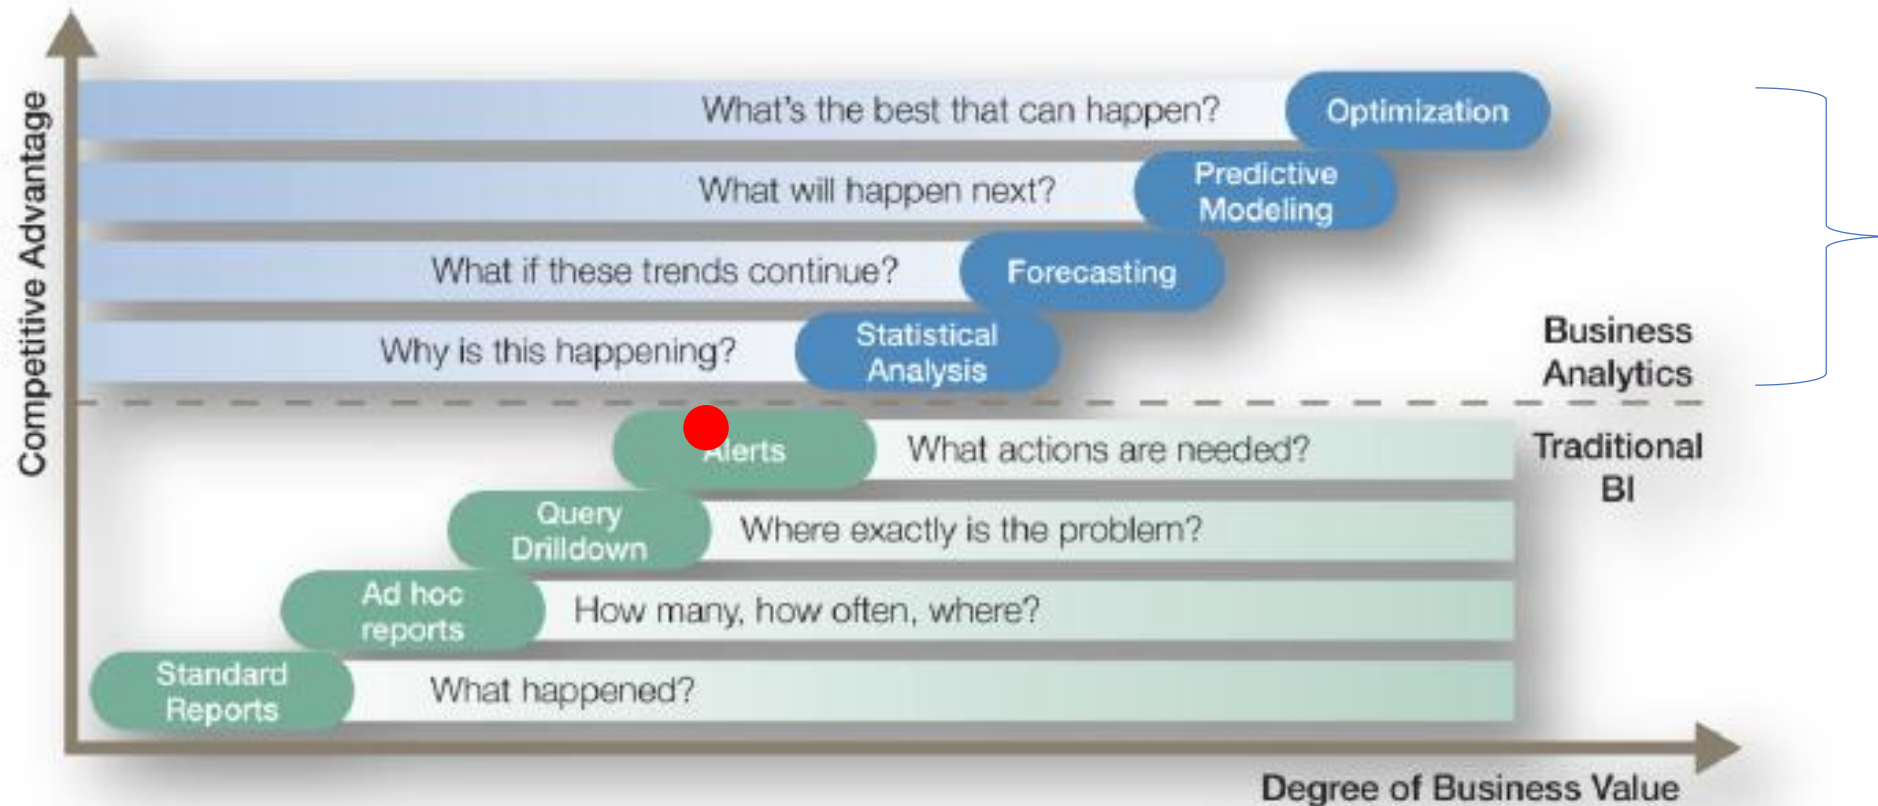 Competitive Advantage
What's the best that can happen?
Optimization
What will happen next?
Predictive
Modeling
What if these trends continue?
Forecasting
Why is this happening?
Statistical
Analysis
Business
Analytics
Alerts
What actions are needed?
Traditional
BI
Query
Drilldown
Where exactly is the problem?
Ad hoc
reports
How many, how often, where?
Standard
Reports
What happened?
Degree of Business Value